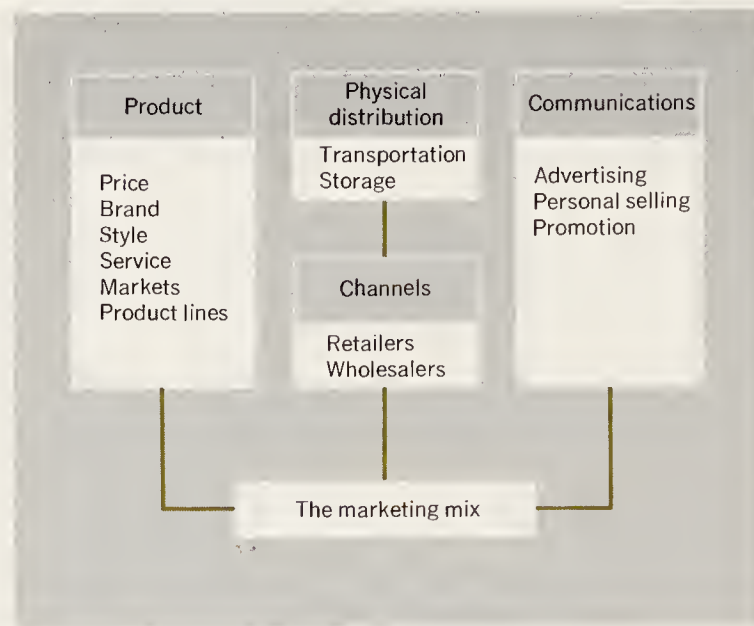 Product
Price
Brand
Style
Service
Markets
Product lines
Physical
distribution
Transportation
Storage
Channels
Retailers
Wholesalers
Communications
Advertising
Personal selling
Promotion
The marketing mix